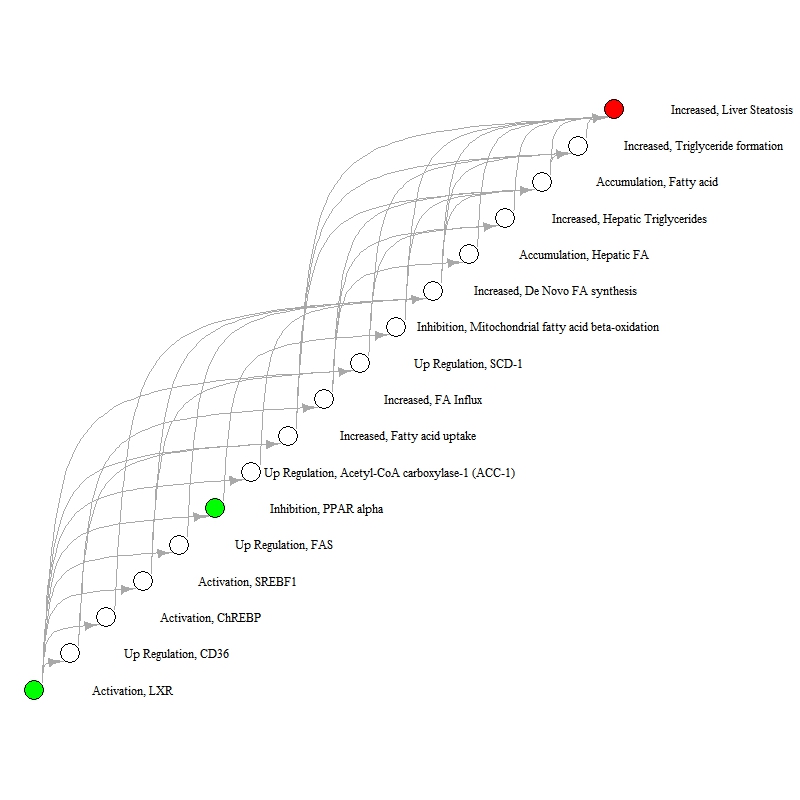 Increased, Liver Steatosis
Increased, Triglyceride formation
Accumulation, Fatty acid
Increased, Hepatic Triglycerides
Accumulation, Hepatic FA
Increased, De Novo FA synthesis
Inhibition, Mitochondrial fatty acid beta-oxidation
Up Regulation, SCD-1
Increased, FA Influx
Increased, Fatty acid uptake
Up Regulation, Acetyl-CoA carboxylase-1 (ACC-1)
Inhibition, PPAR alpha
Up Regulation, FAS
Activation, SREBF1
Activation, ChREBP
Up Regulation, CD36
Activation, LXR